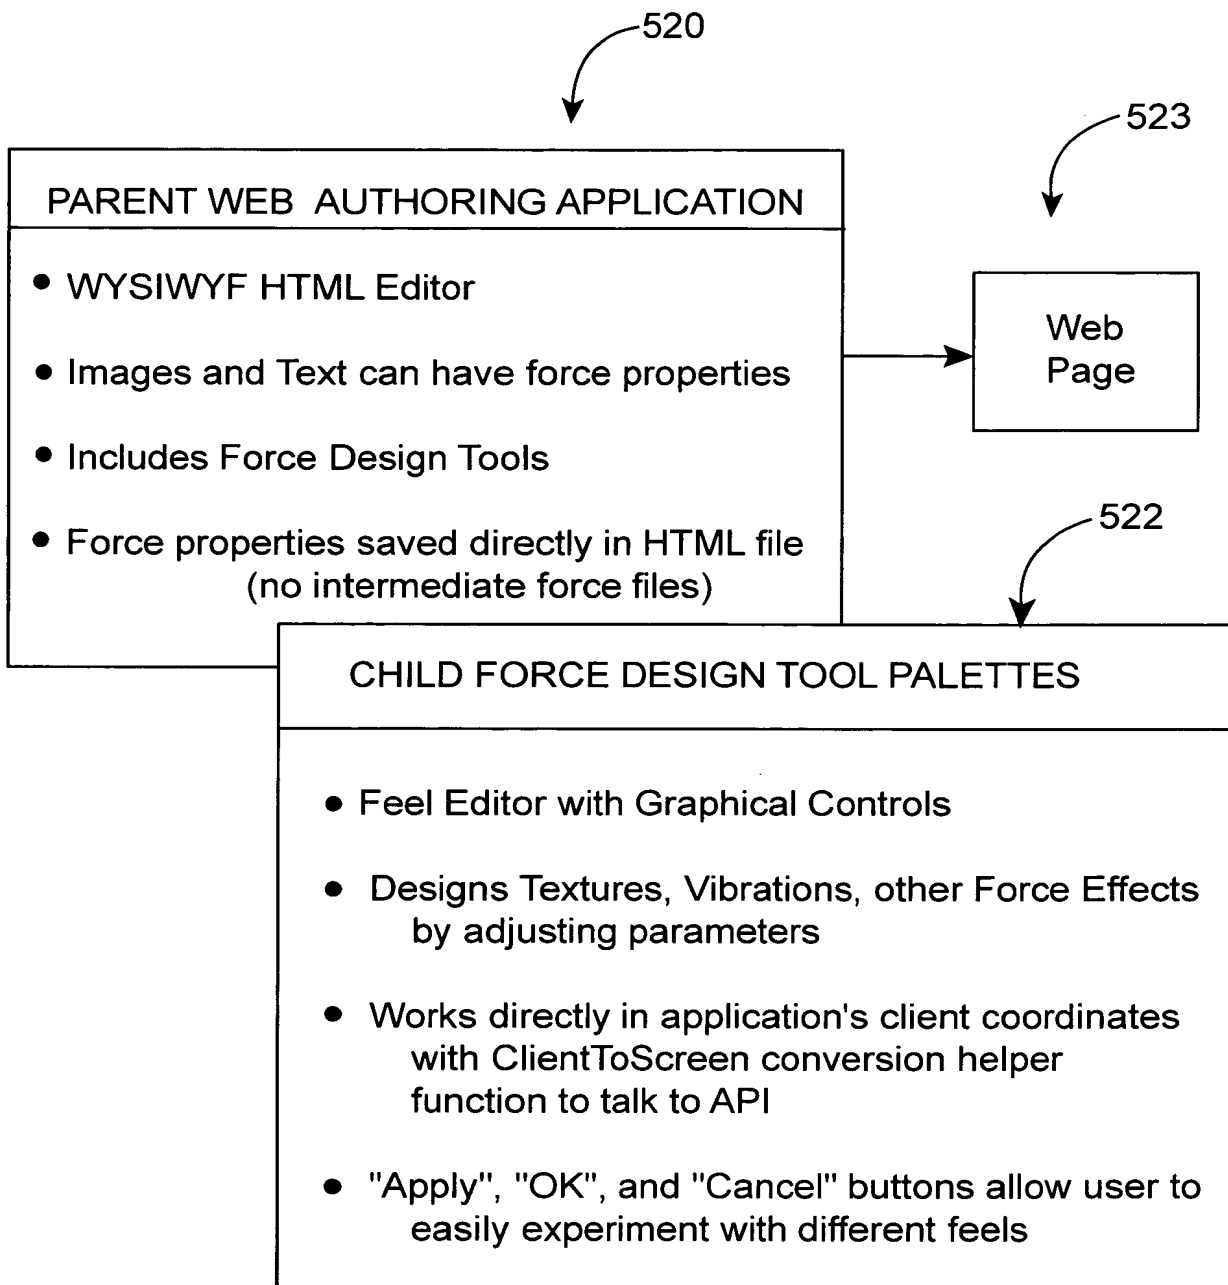 520
523
PARENT WEB AUTHORING APPLICATION
• WYSIWYF HTML Editor
• Images and Text can have force properties
• Includes Force Design Tools
• Force properties saved directly in HTML file
(no intermediate force files)
Web
Page
522
CHILD FORCE DESIGN TOOL PALETTES
• Feel Editor with Graphical Controls
• Designs Textures, Vibrations, other Force Effects
by adjusting parameters
• Works directly in application's client coordinates
with ClientToScreen conversion helper
function to talk to API
• "Apply", "OK", and "Cancel" buttons allow user to
easily experiment with different feels